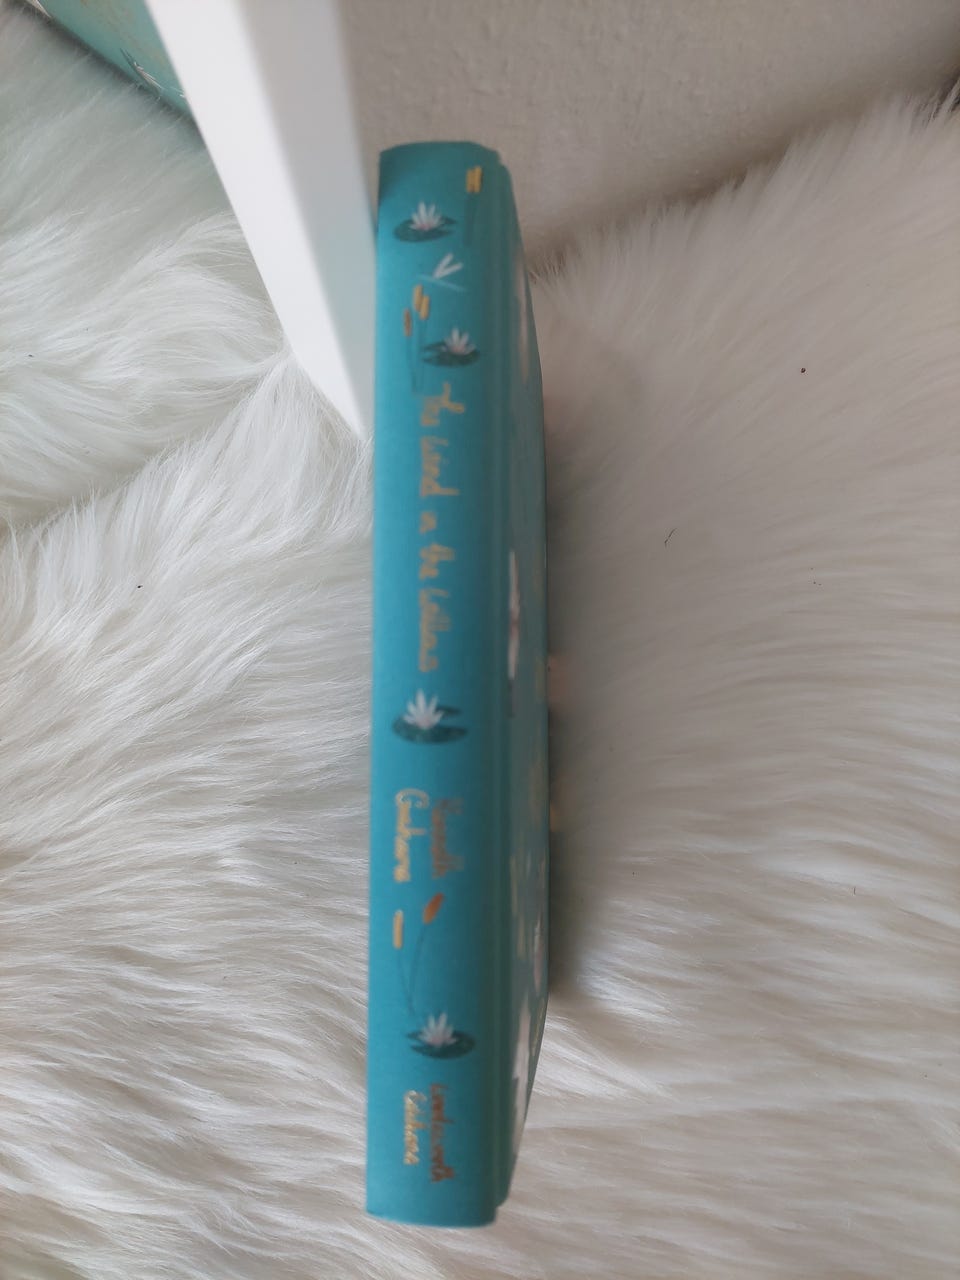 The Wind in the Willows
Kenneth
Grahame
Wordsworth
Editions